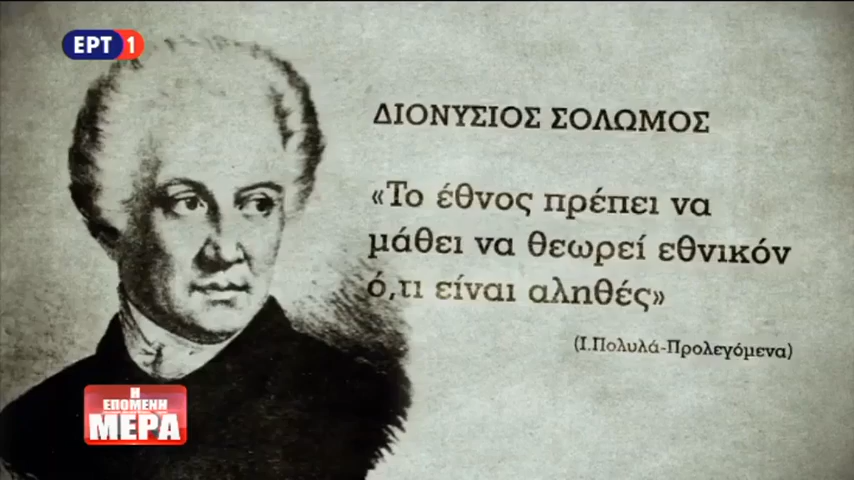 ΕΡΤ 1
ΔΙΟΝΥΣΙΟΣ ΣΟΛΩΜΟΣ
«Το έθνος πρέπει να
μάθει να θεωρεί εθνικόν
ό,τι είναι αληθές»
(Ι.Πολυλά-Προλεγόμενα)
Η
ΕΠΟΜΕΝΗ
ΜΕΡΑ